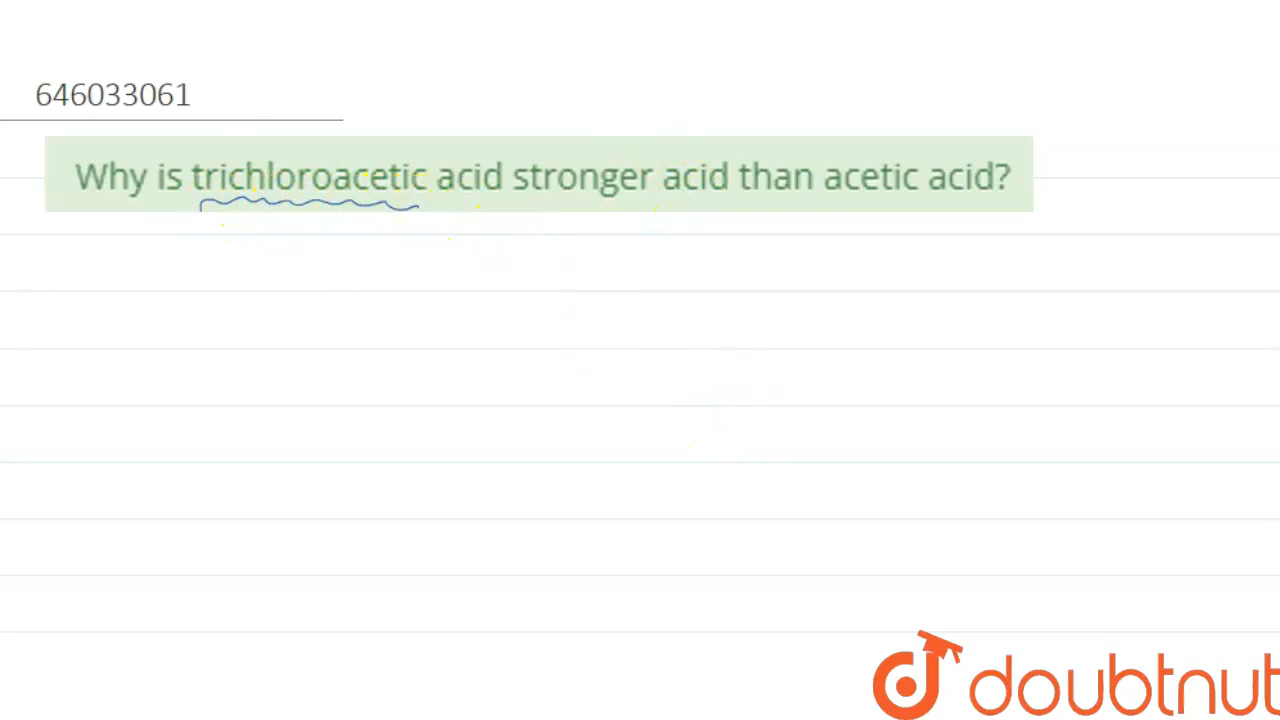 646033061
Why is trichloroacetic acid stronger acid than acetic acid?
doubtnut